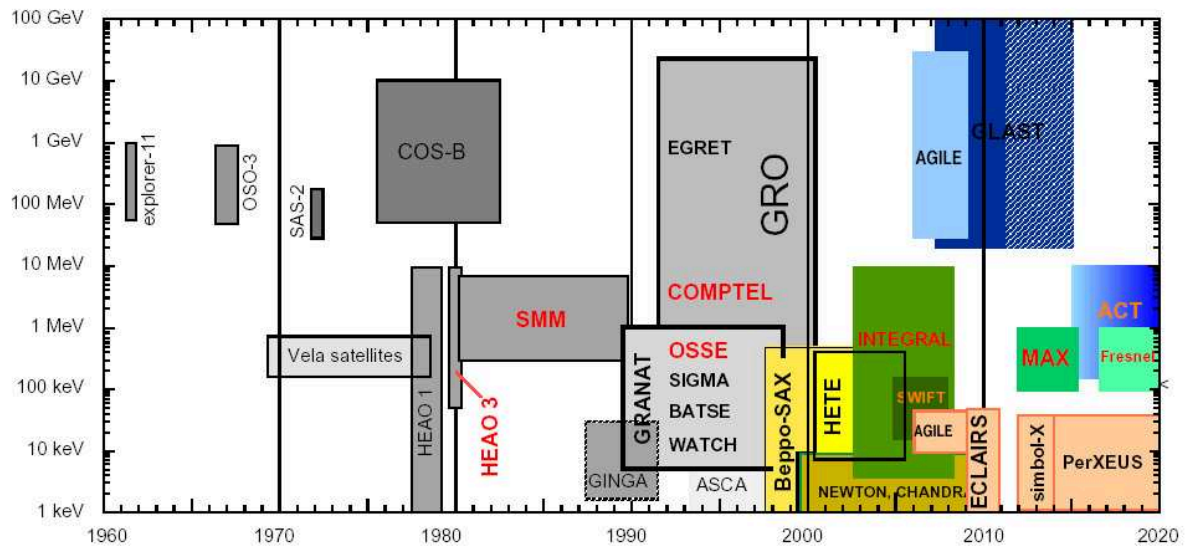 100 GeV
10 GeV
1 GeV
100 MeV
10 MeV
1 MeV
100 keV
10 keV
1 keV
1960
1970
1980
1990
2000
2010
2020
explorer-11
OSO-3
SAS-2
COS-B
Vela satellites
HEAO 1
HEAO 3
SMM
EGRET
GRO
COMPTEL
OSSE
SIGMA
BATSE
WATCH
GRANAT
GINGA
ASCA
Beppo-SAX
HETE
INTEGRAL
SWIFT
AGILE
NEWTON, CHANDRA
AGILE
GLAST
ECLAIRS
ACT
MAX
Fresnel
<
simbol-X
PerXEUS